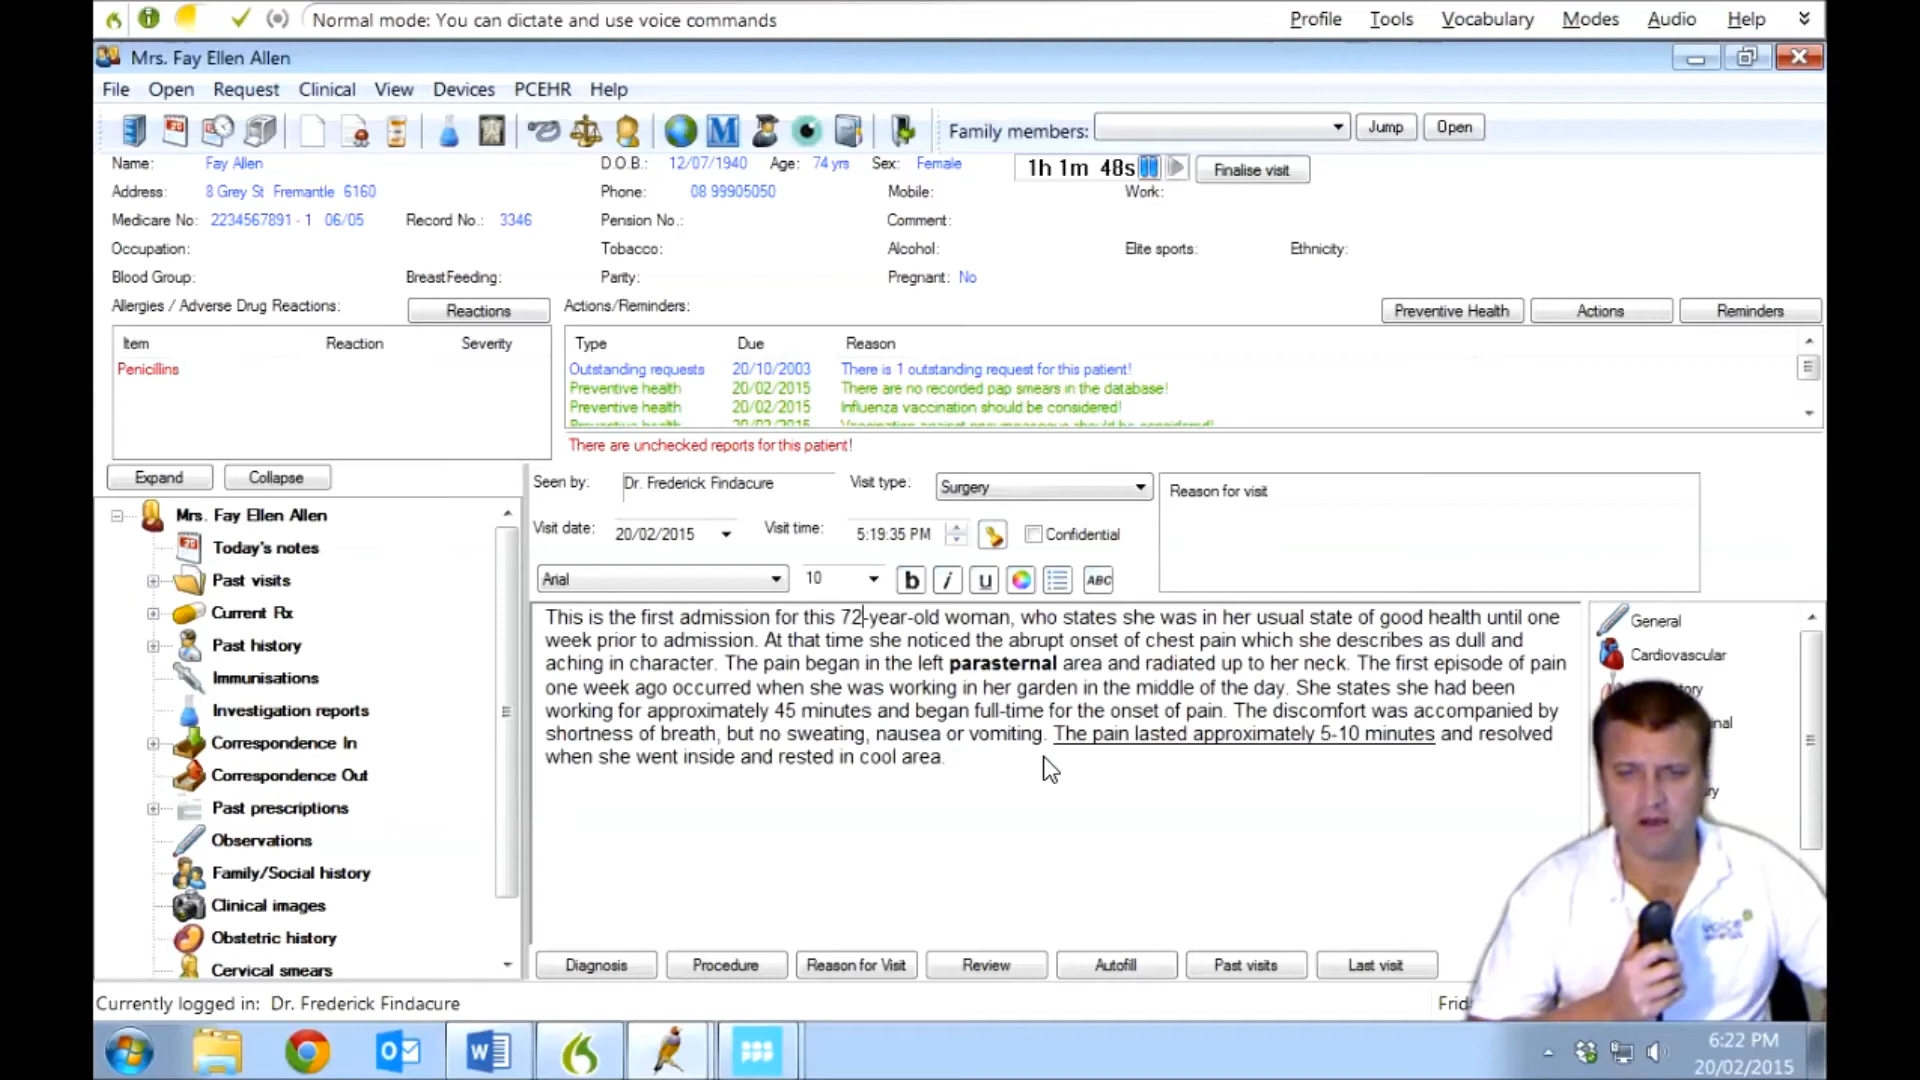 Normal mode: You can dictate and use voice commands
Profile Tools Vocabulary Modes Audio Help
Mrs. Fay Ellen Allen
File Open Request Clinical View Devices PCEHR Help
Family members: Jump Open
Name: Fay Allen D.O.B.: 12/07/1940 Age: 74 yrs Sex: Female 1h 1m 48s Finalise visit
Address: 8 Grey St Fremantle 6160 Phone: 08 99905050 Mobile: Work:
Medicare No: 2234567891 - 1 06/05 Record No.: 3346 Pension No.: Comment:
Occupation: Tobacco: Alcohol: Elite sports: Ethnicity:
Blood Group: BreastFeeding: Parity: Pregnant: No
Allergies / Adverse Drug Reactions: Reactions Actions/Reminders: Preventive Health Actions Reminders
Item Reaction Severity
Penicillins
Type Due Reason
Outstanding requests 20/10/2003 There is 1 outstanding request for this patient!
Preventive health 20/02/2015 There are no recorded pap smears in the database!
Preventive health 20/02/2015 Influenza vaccination should be considered!
There are unchecked reports for this patient!
Expand Collapse
Seen by: Dr. Frederick Findacure Visit type: Surgery Reason for visit
Visit date: 20/02/2015 Visit time: 5:19:35 PM Confidential
Arial 10 b i u ABC
Mrs. Fay Ellen Allen
Today's notes
Past visits
Current Rx
Past history
Immunisations
Investigation reports
Correspondence In
Correspondence Out
Past prescriptions
Observations
Family/Social history
Clinical images
Obstetric history
Cervical smears
This is the first admission for this 72-year-old woman, who states she was in her usual state of good health until one
week prior to admission. At that time she noticed the abrupt onset of chest pain which she describes as dull and
aching in character. The pain began in the left parasternal area and radiated up to her neck. The first episode of pain
one week ago occurred when she was working in her garden in the middle of the day. She states she had been
working for approximately 45 minutes and began full-time for the onset of pain. The discomfort was accompanied by
shortness of breath, but no sweating, nausea or vomiting. The pain lasted approximately 5-10 minutes and resolved
when she went inside and rested in cool area.
General
Cardiovascular
Diagnosis Procedure Reason for Visit Review Autofill Past visits Last visit
Currently logged in: Dr. Frederick Findacure
6:22 PM
20/02/2015